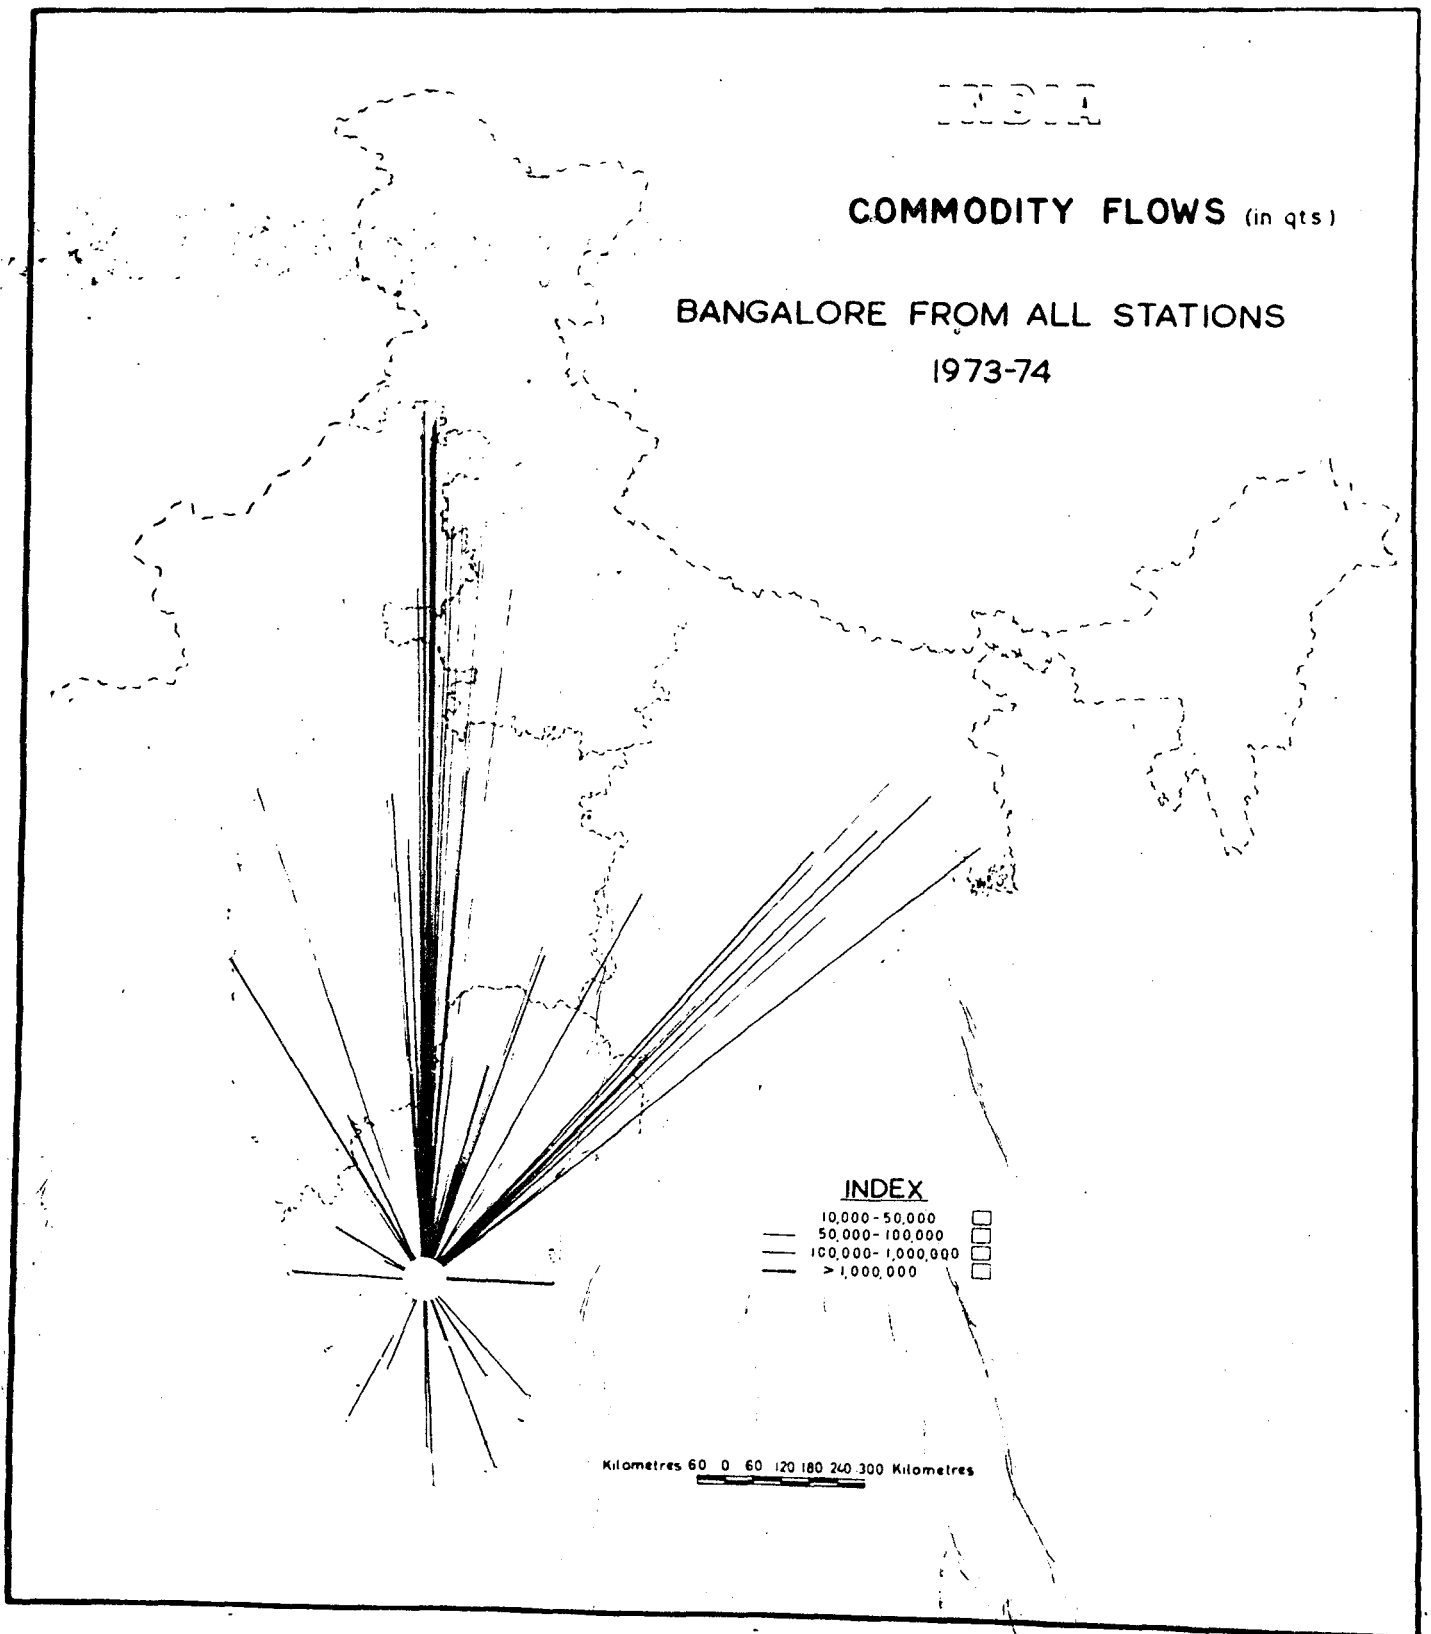 INDIA
COMMODITY FLOWS (in qts)
BANGALORE FROM ALL STATIONS
1973-74
INDEX
10,000-50,000
50,000-100,000
100,000-1,000,000
>1,000,000
Kilometres 60 0 60 120 180 240 300 Kilometres